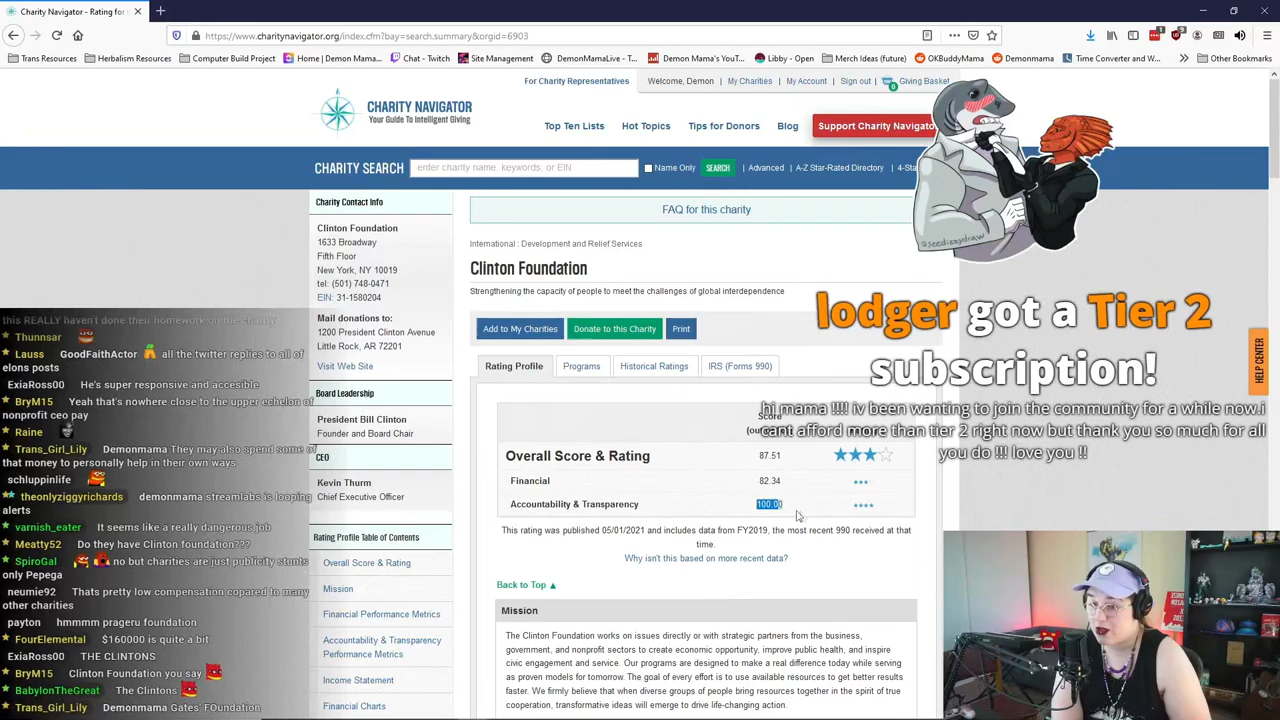 Charity Navigator - Rating for
https://www.charitynavigator.org/index.cfm?bay=search.summary&orgid=6903
Trans Resources
Herbalism Resources
Computer Build Project
Home | Demon Mama...
Chat - Twitch
Site Management
DemonMamaLive - T...
Demon Mama's YouT...
Libby - Open
Merch Ideas (future)
OKBuddyMama
Demonmama
Time Converter and W...
Other Bookmarks
For Charity Representatives
Welcome, Demon
My Charities
My Account
Sign out
0
Giving Basket
CHARITY NAVIGATOR
Your Guide To Intelligent Giving
Top Ten Lists
Hot Topics
Tips for Donors
Blog
Support Charity Navigato
CHARITY SEARCH
enter charity name, keywords, or EIN
Name Only
SEARCH
| Advanced
| A-Z Star-Rated Directory
| 4-Sta
Charity Contact Info
Clinton Foundation
1633 Broadway
Fifth Floor
New York, NY 10019
tel: (501) 748-0471
EIN: 31-1580204
Mail donations to:
1200 President Clinton Avenue
Little Rock, AR 72201
Visit Web Site
Board Leadership
President Bill Clinton
Founder and Board Chair
CEO
Kevin Thurm
Chief Executive Officer
Rating Profile Table of Contents
Overall Score & Rating
Mission
Financial Performance Metrics
Accountability & Transparency
Performance Metrics
Income Statement
Financial Charts
FAQ for this charity
International : Development and Relief Services
Clinton Foundation
Strengthening the capacity of people to meet the challenges of global interdependence
Add to My Charities
Donate to this Charity
Print
Rating Profile
Programs
Historical Ratings
IRS (Forms 990)
Score
(ou
Overall Score & Rating
87.51
Financial
82.34
Accountability & Transparency
100.00
This rating was published 05/01/2021 and includes data from FY2019, the most recent 990 received at that
time.
Why isn't this based on more recent data?
Back to Top ▲
Mission
The Clinton Foundation works on issues directly or with strategic partners from the business,
government, and nonprofit sectors to create economic opportunity, improve public health, and inspire
civic engagement and service. Our programs are designed to make a real difference today while serving
as proven models for tomorrow. The goal of every effort is to use available resources to get better results
faster. We firmly believe that when diverse groups of people bring resources together in the spirit of true
cooperation, transformative ideas will emerge to drive life-changing action.
@seedizzydraw
lodger got a Tier 2
subscription!
hi mama !!!! iv been wanting to join the community for a while now.i
cant afford more than tier 2 right now but thank you so much for all
you do !!! love you !!
HELP CENTER
this REALLY haven't done their homework on the charity
Thunnsar
Lauss GoodFaithActor all the twitter replies to all of
elons posts
ExiaRoss00 He's super responsive and accesible
BryM15 Yeah that's nowhere close to the upper echelon of
nonprofit ceo pay
Raine
Trans_Girl_Lily Demonmama They may also spend some of
that money to personally help in their own ways
schluppinlife
theonlyziggyrichards demonmama streamlabs is looping
alerts
varnish_eater It seems like a really dangerous job
Meatty52 Do they have Clinton foundation???
SpiroGal no but charities are just publicity stunts
only Pepega
neumie92 Thats pretty low compensation copared to many
other charities
payton hmmmm prageru foundation
FourElemental $160000 is quite a bit
ExiaRoss00 THE CLINTONS
BryM15 Clinton Foundation you say
BabylonTheGreat The Clintons
Trans_Girl_Lily Demonmama Gates' FOundation